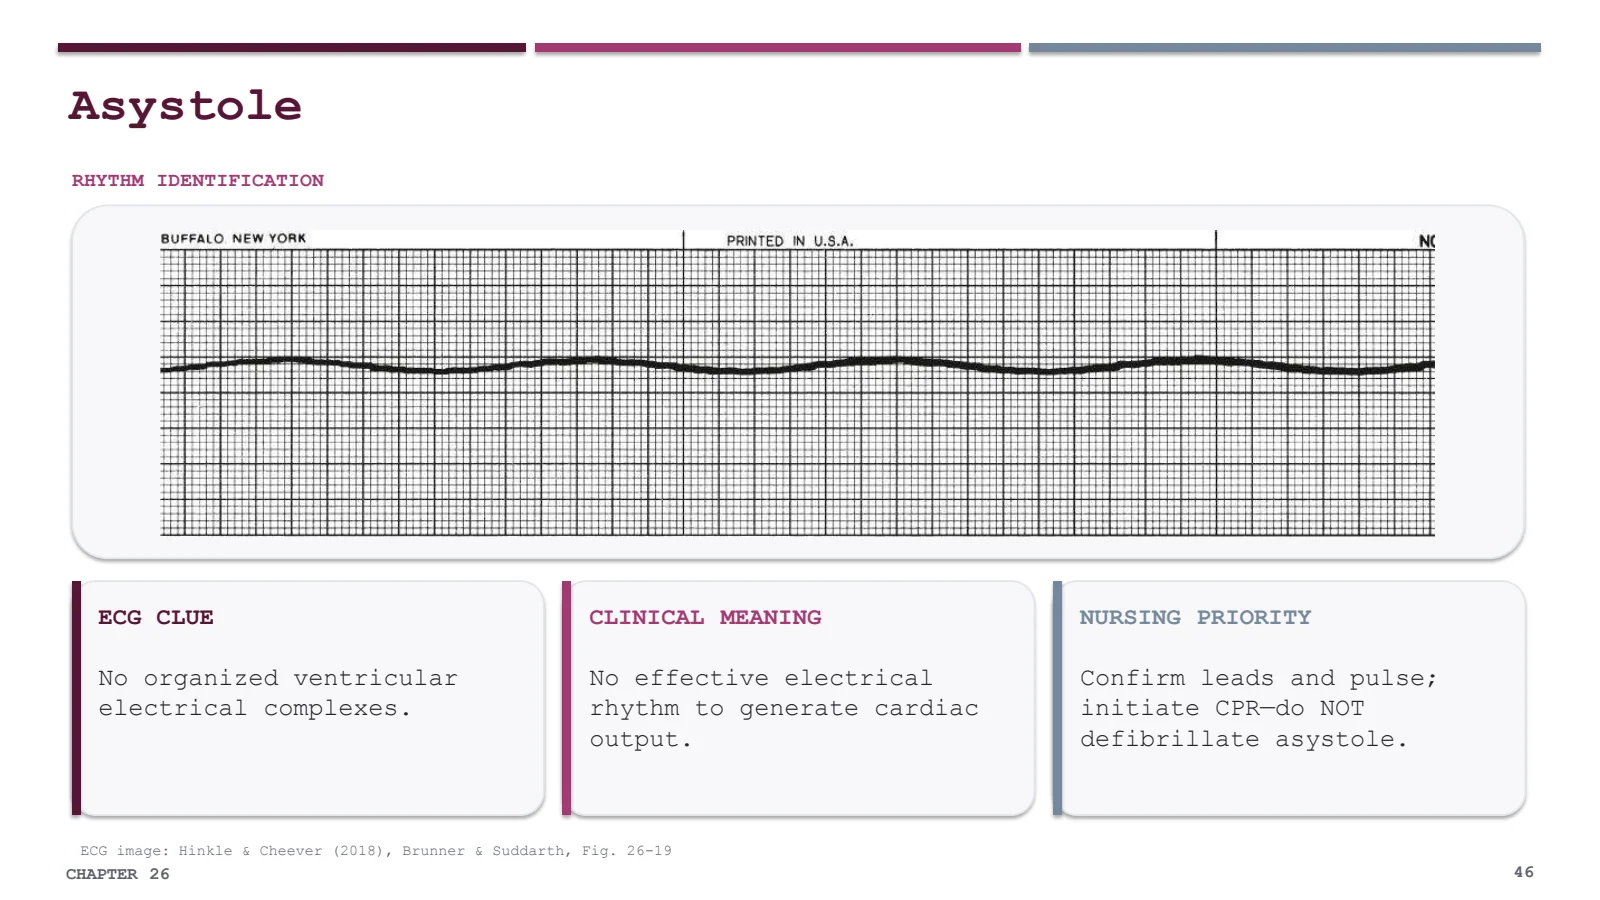 Asystole
RHYTHM IDENTIFICATION
BUFFALO NEW YORK
PRINTED IN U.S.A.
ECG CLUE
No organized ventricular
electrical complexes.
CLINICAL MEANING
No effective electrical
rhythm to generate cardiac
output.
NURSING PRIORITY
Confirm leads and pulse;
initiate CPR—do NOT
defibrillate asystole.
ECG image: Hinkle & Cheever (2018), Brunner & Suddarth, Fig. 26-19
CHAPTER 26
46